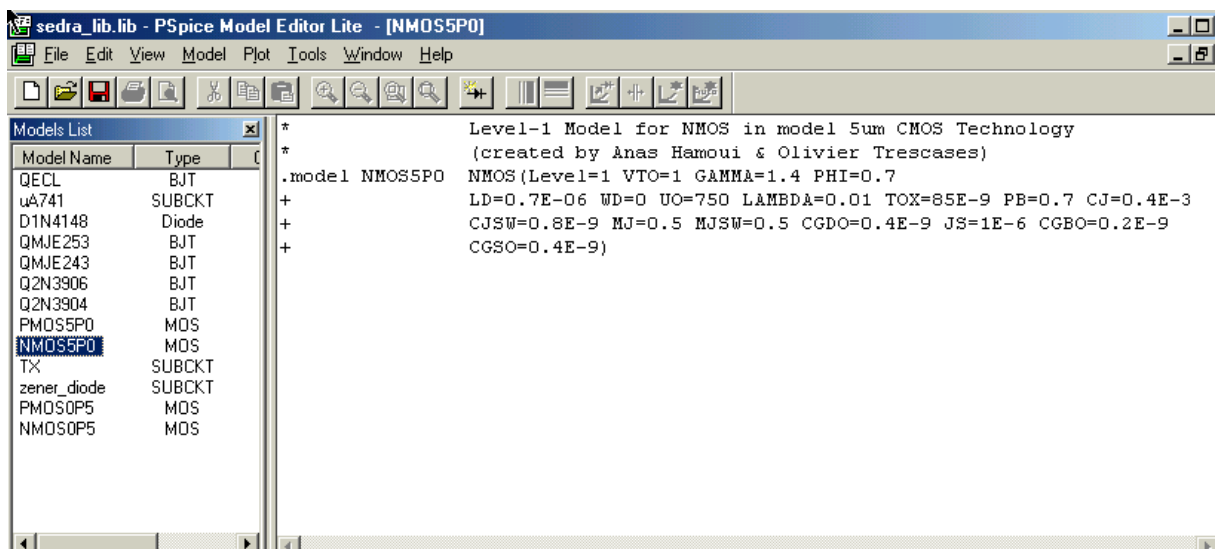 sedra_lib.lib - PSpice Model Editor Lite - [NMOS5P0]
File Edit View Model Plot Tools Window Help
Models List
Model Name Type
QECL BJT
uA741 SUBCKT
D1N4148 Diode
QMJE253 BJT
QMJE243 BJT
Q2N3906 BJT
Q2N3904 BJT
PMOS5P0 MOS
NMOS5P0 MOS
TX SUBCKT
zener_diode SUBCKT
PMOS0P5 MOS
NMOS0P5 MOS
* Level-1 Model for NMOS in model 5um CMOS Technology
* (created by Anas Hamoui & Olivier Trescases)
.model NMOS5P0 NMOS(Level=1 VTO=1 GAMMA=1.4 PHI=0.7
+ LD=0.7E-06 WD=0 UO=750 LAMBDA=0.01 TOX=85E-9 PB=0.7 CJ=0.4E-3
+ CJSW=0.8E-9 MJ=0.5 MJSW=0.5 CGDO=0.4E-9 JS=1E-6 CGBO=0.2E-9
+ CGSO=0.4E-9)